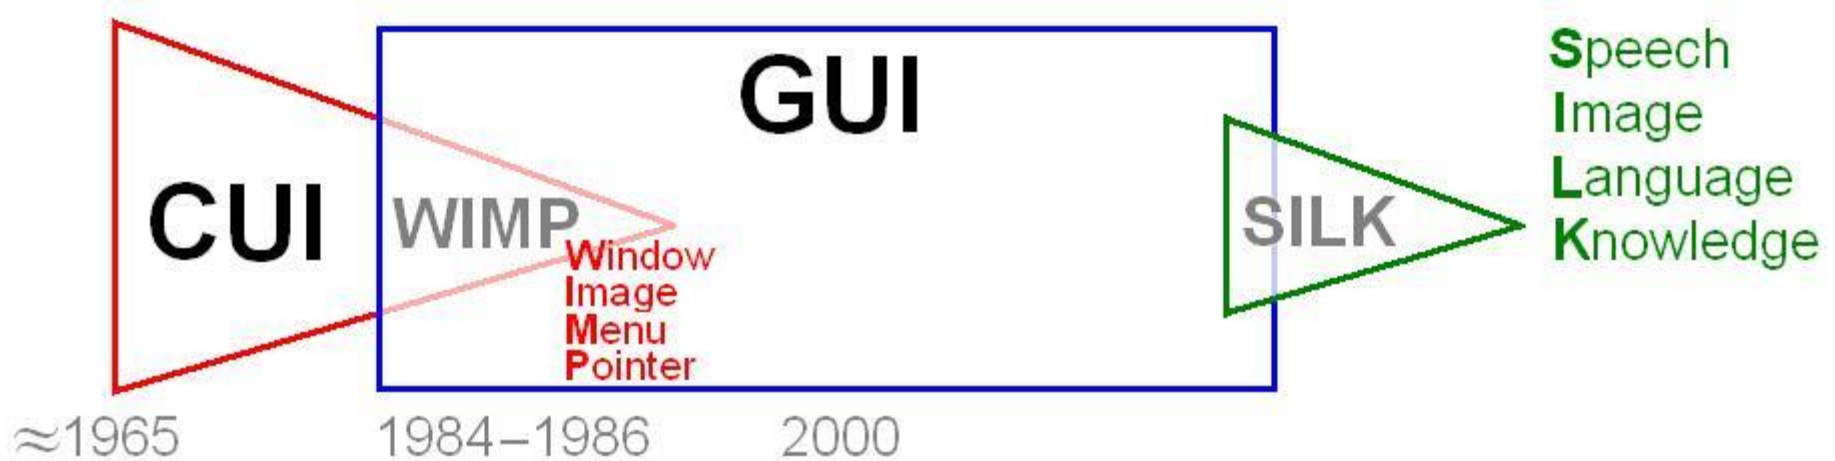 GUI
CUI
WIMP
Window
Image
Menu
Pointer
SILK
Speech
Image
Language
Knowledge
≈1965
1984–1986
2000